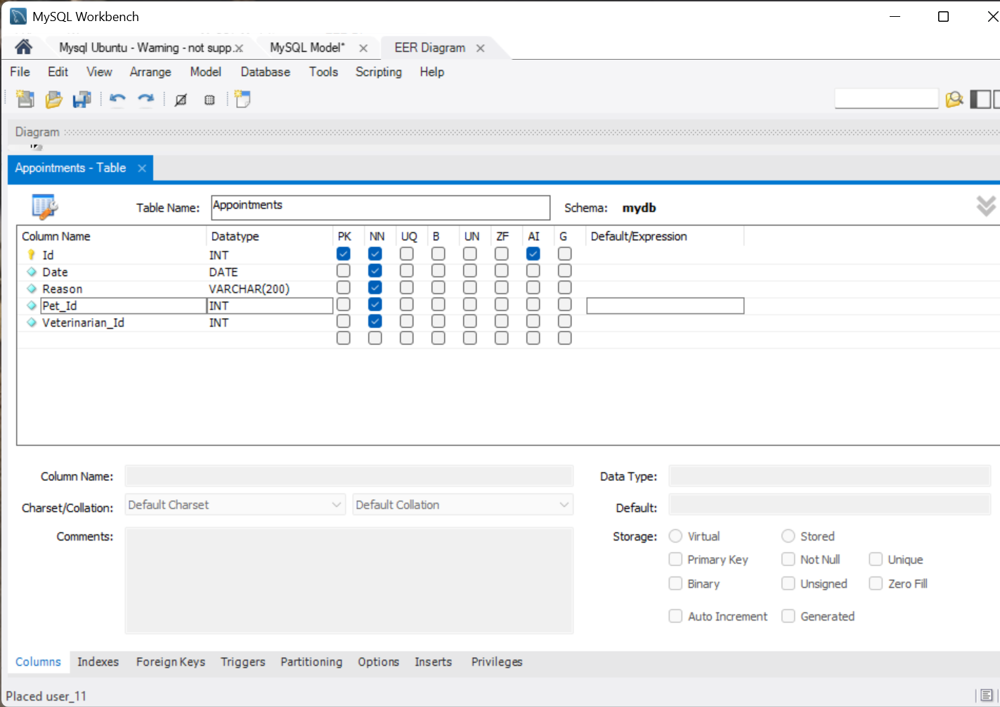 MySQL Workbench
Mysql Ubuntu - Warning - not supp.
MySQL Model*
EER Diagram
File Edit View Arrange Model Database Tools Scripting Help
Diagram
Appointments - Table
Table Name: Appointments Schema: mydb
Column Name Datatype PK NN UQ B UN ZF AI G Default/Expression
Id INT
Date DATE
Reason VARCHAR(200)
Pet_Id INT
Veterinarian_Id INT
Column Name: Data Type:
Charset/Collation: Default Charset Default Collation Default:
Comments: Storage: Virtual Stored
Primary Key Not Null Unique
Binary Unsigned Zero Fill
Auto Increment Generated
Columns Indexes Foreign Keys Triggers Partitioning Options Inserts Privileges
Placed user_11